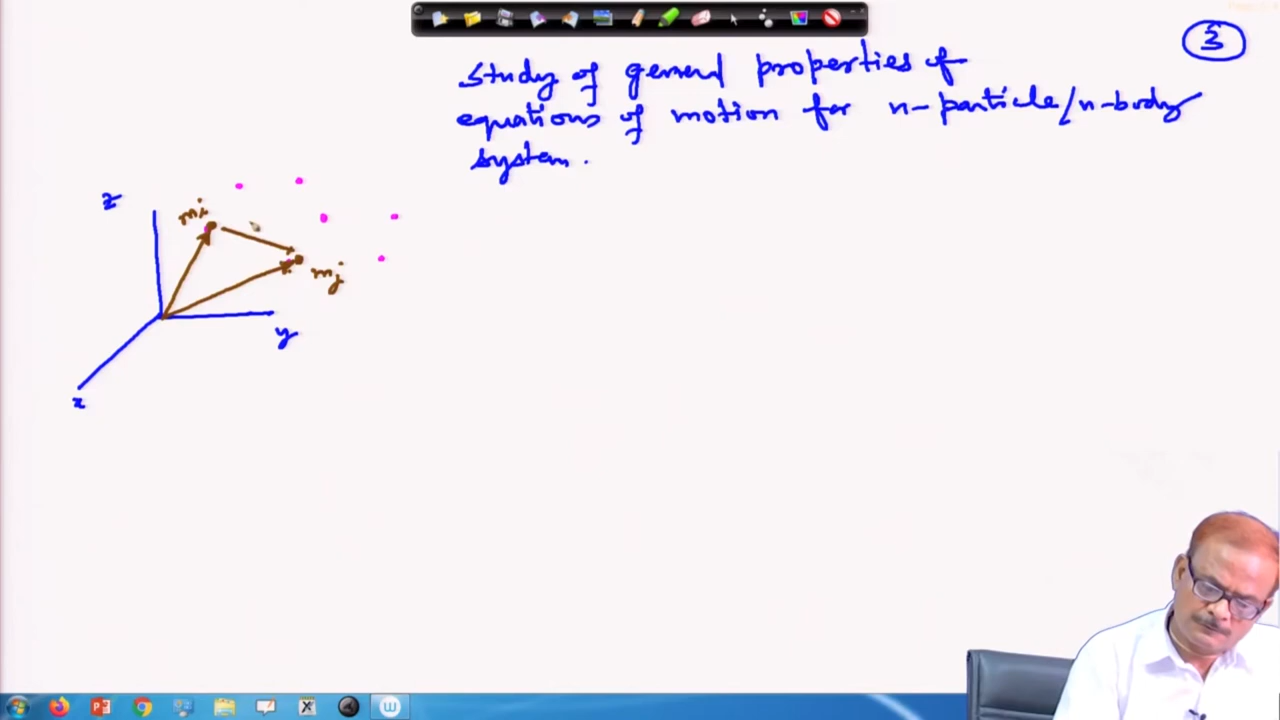 3
Study of general properties of
equations of motion for n-particle/n-body
system.
z
mi
mj
y
x